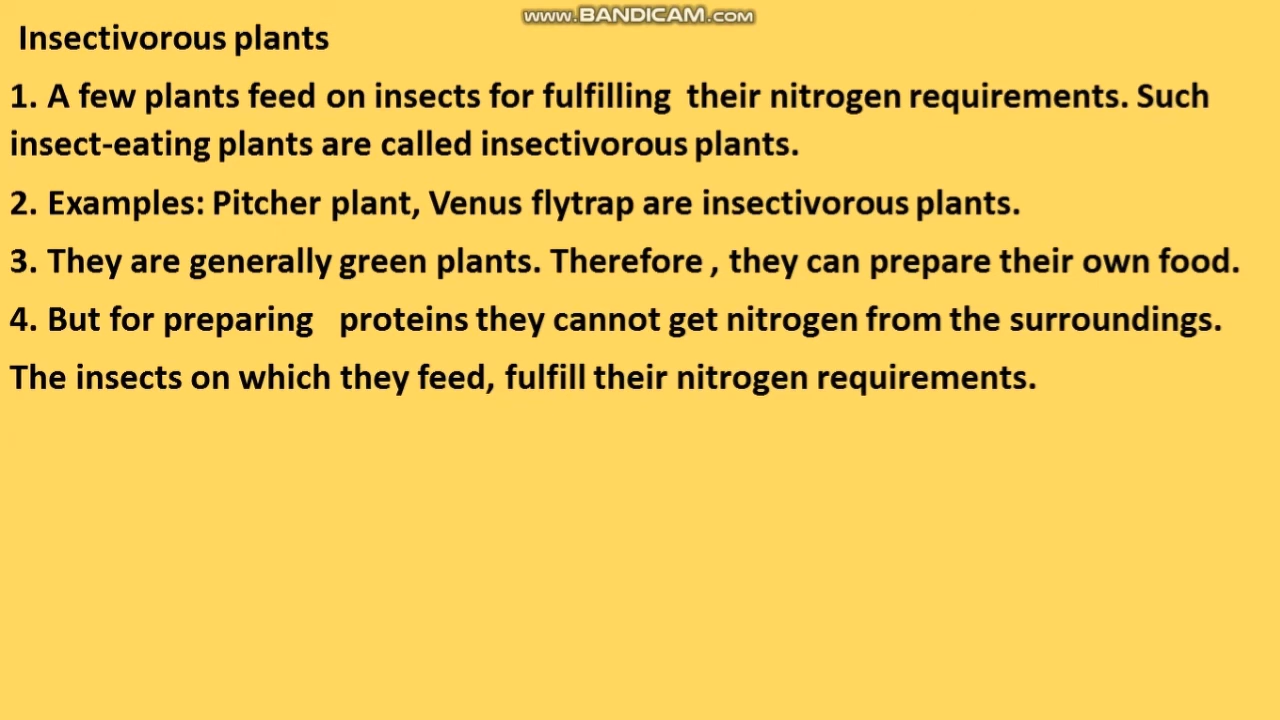 www.BANDICAM.com
Insectivorous plants
1. A few plants feed on insects for fulfilling their nitrogen requirements. Such
insect-eating plants are called insectivorous plants.
2. Examples: Pitcher plant, Venus flytrap are insectivorous plants.
3. They are generally green plants. Therefore , they can prepare their own food.
4. But for preparing proteins they cannot get nitrogen from the surroundings.
The insects on which they feed, fulfill their nitrogen requirements.